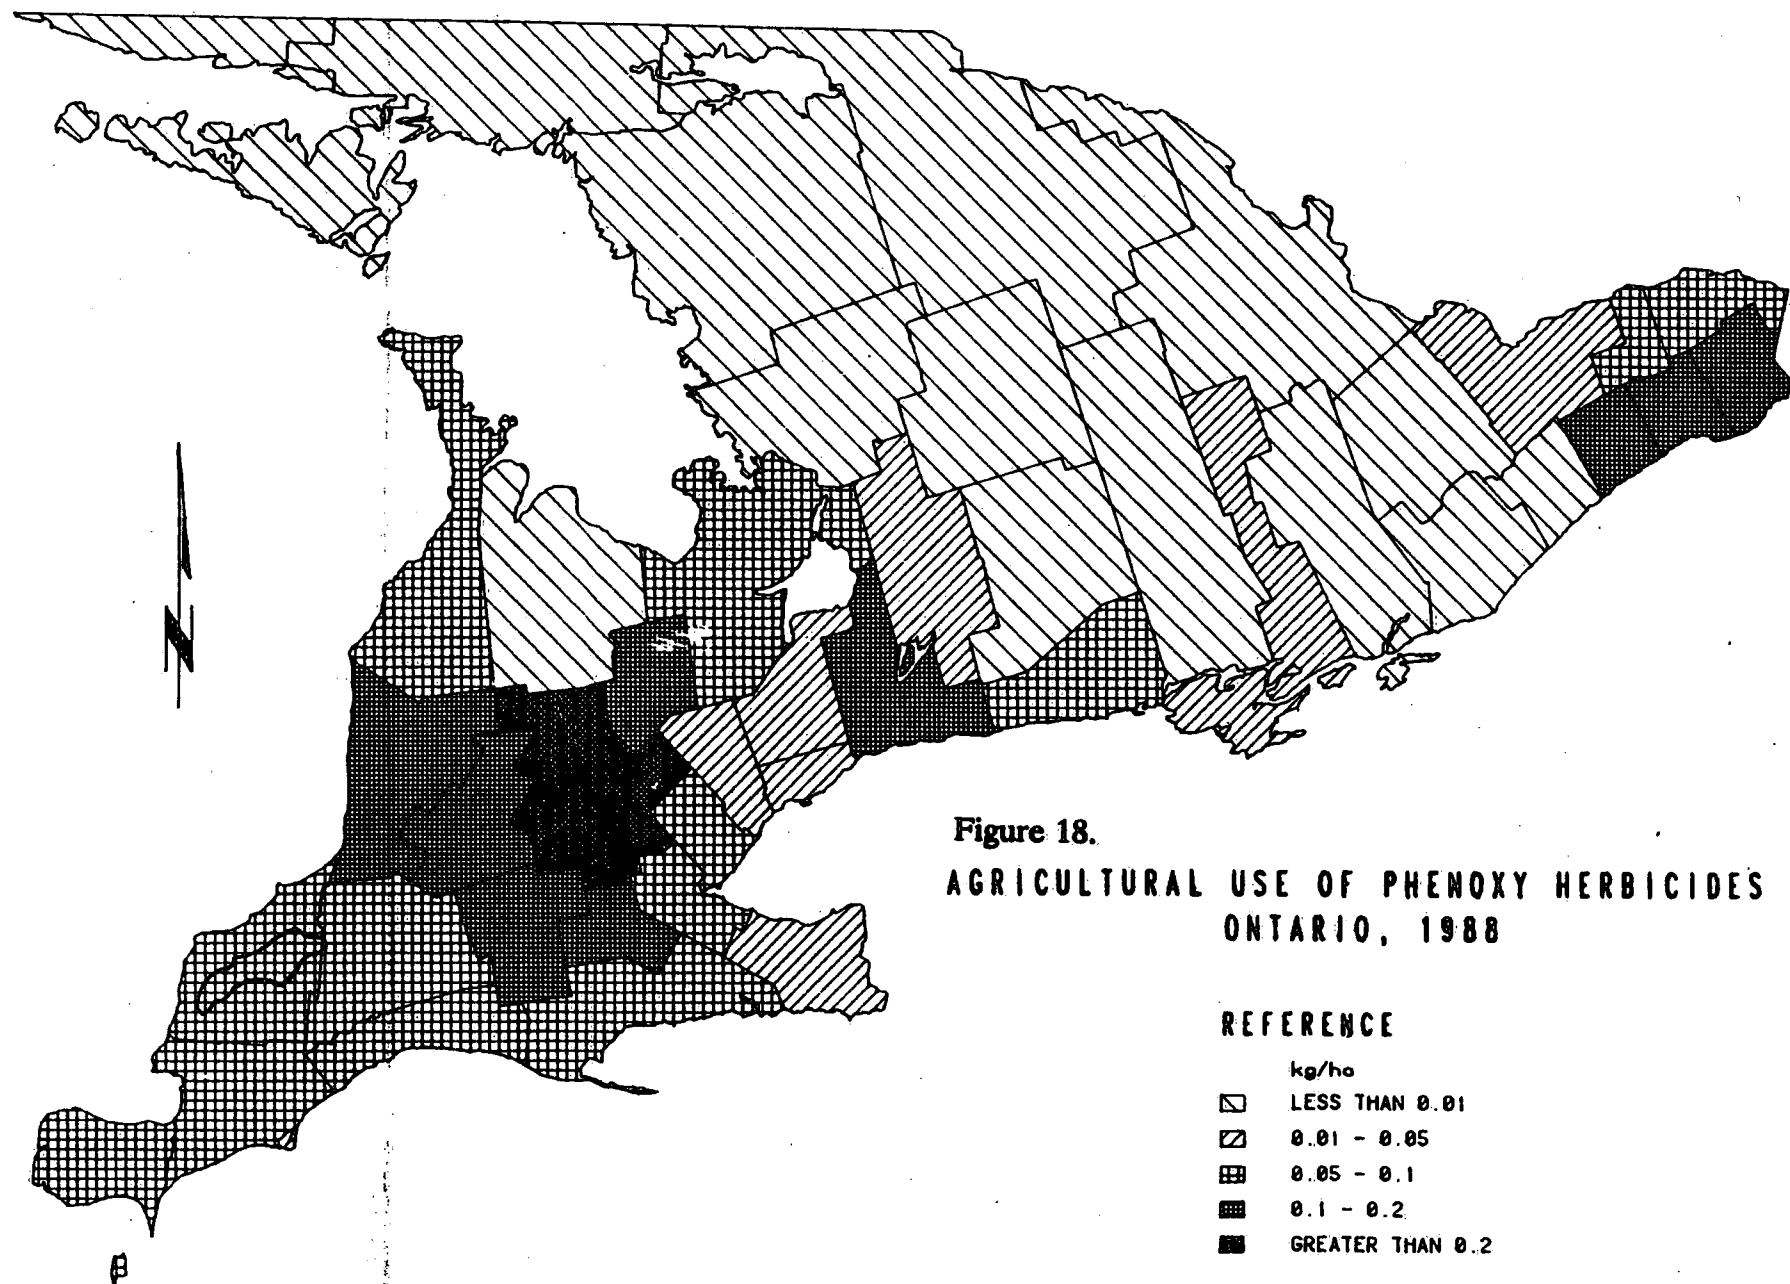 N
Figure 18.
AGRICULTURAL USE OF PHENOXY HERBICIDES
ONTARIO, 1988
REFERENCE
kg/ha
LESS THAN 0.01
0.01 - 0.05
0.05 - 0.1
0.1 - 0.2
GREATER THAN 0.2